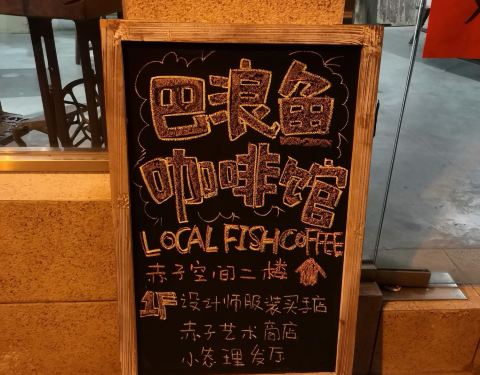 巴浪鱼
咖啡馆
LOCAL FISH COFFEE
赤子空间二楼
1F 设计师服装买手店
赤子艺术商店
小总理发厅